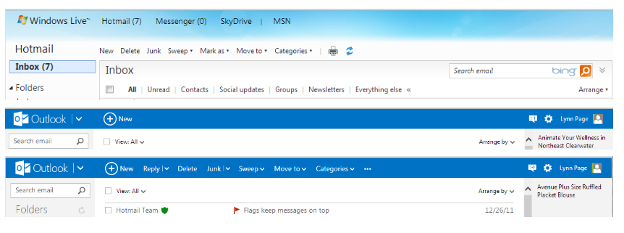 Windows Live™ Hotmail (7) Messenger (0) SkyDrive | MSN
Hotmail New Delete Junk Sweep Mark as Move to Categories
Inbox (7) Inbox Search email bing
Folders All Unread Contacts Social updates Groups Newsletters Everything else « Arrange
Outlook New Lynn Page
Search email View: All Arrange by Animate Your Wellness in
Northeast Clearwater
Outlook New Reply Delete Junk Sweep Move to Categories ••• Lynn Page
Search email View: All Arrange by Avenue Plus Size Ruffled
Placket Blouse
Folders Hotmail Team Flags keep messages on top 12/26/11